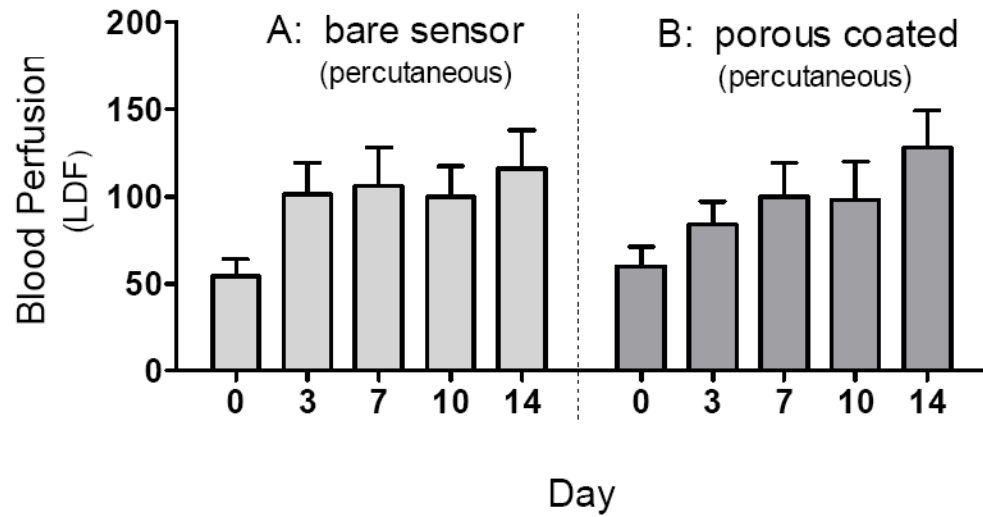 A: bare sensor
(percutaneous)
B: porous coated
(percutaneous)
Blood Perfusion
(LDF)
200
150
100
50
0
0 3 7 10 14
0 3 7 10 14
Day